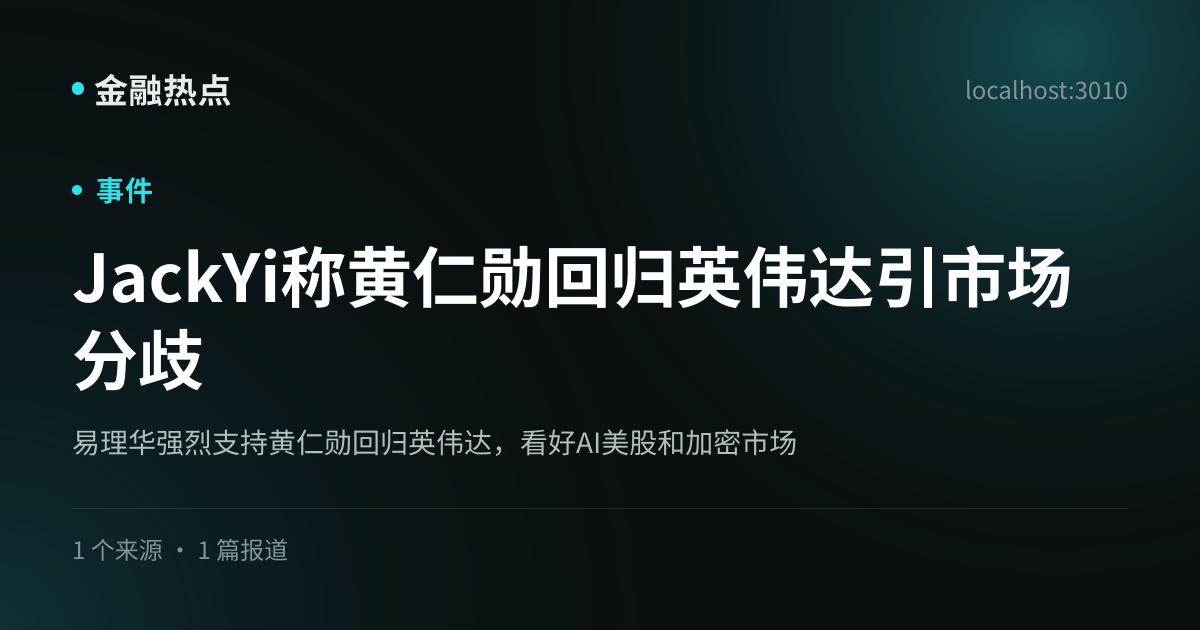 金融热点
localhost:3010
事件
JackYi称黄仁勋回归英伟达引市场
分歧
易理华强烈支持黄仁勋回归英伟达，看好AI美股和加密市场
1 个来源 · 1 篇报道